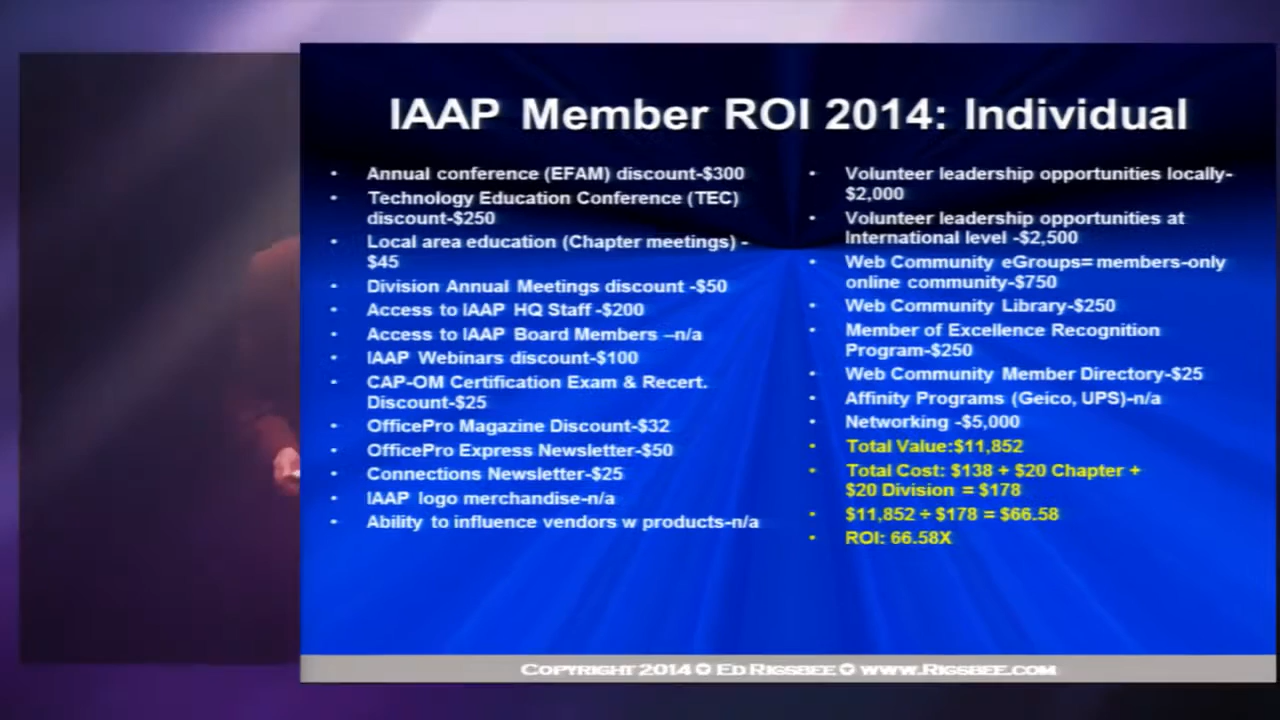 IAAP Member ROI 2014: Individual
• Annual conference (EFAM) discount-$300
• Technology Education Conference (TEC)
discount-$250
• Local area education (Chapter meetings) -
$45
• Division Annual Meetings discount -$50
• Access to IAAP HQ Staff -$200
• Access to IAAP Board Members –n/a
• IAAP Webinars discount-$100
• CAP-OM Certification Exam & Recert.
Discount-$25
• OfficePro Magazine Discount-$32
• OfficePro Express Newsletter-$50
• Connections Newsletter-$25
• IAAP logo merchandise-n/a
• Ability to influence vendors w products-n/a
• Volunteer leadership opportunities locally-
$2,000
• Volunteer leadership opportunities at
International level -$2,500
• Web Community eGroups=members-only
online community-$750
• Web Community Library-$250
• Member of Excellence Recognition
Program-$250
• Web Community Member Directory-$25
• Affinity Programs (Geico, UPS)-n/a
• Networking -$5,000
• Total Value:$11,852
• Total Cost: $138 + $20 Chapter +
$20 Division = $178
• $11,852 ÷ $178 = $66.58
• ROI: 66.58X
Copyright 2014 ✪ Ed Rigsbee ✪ www.Rigsbee.com